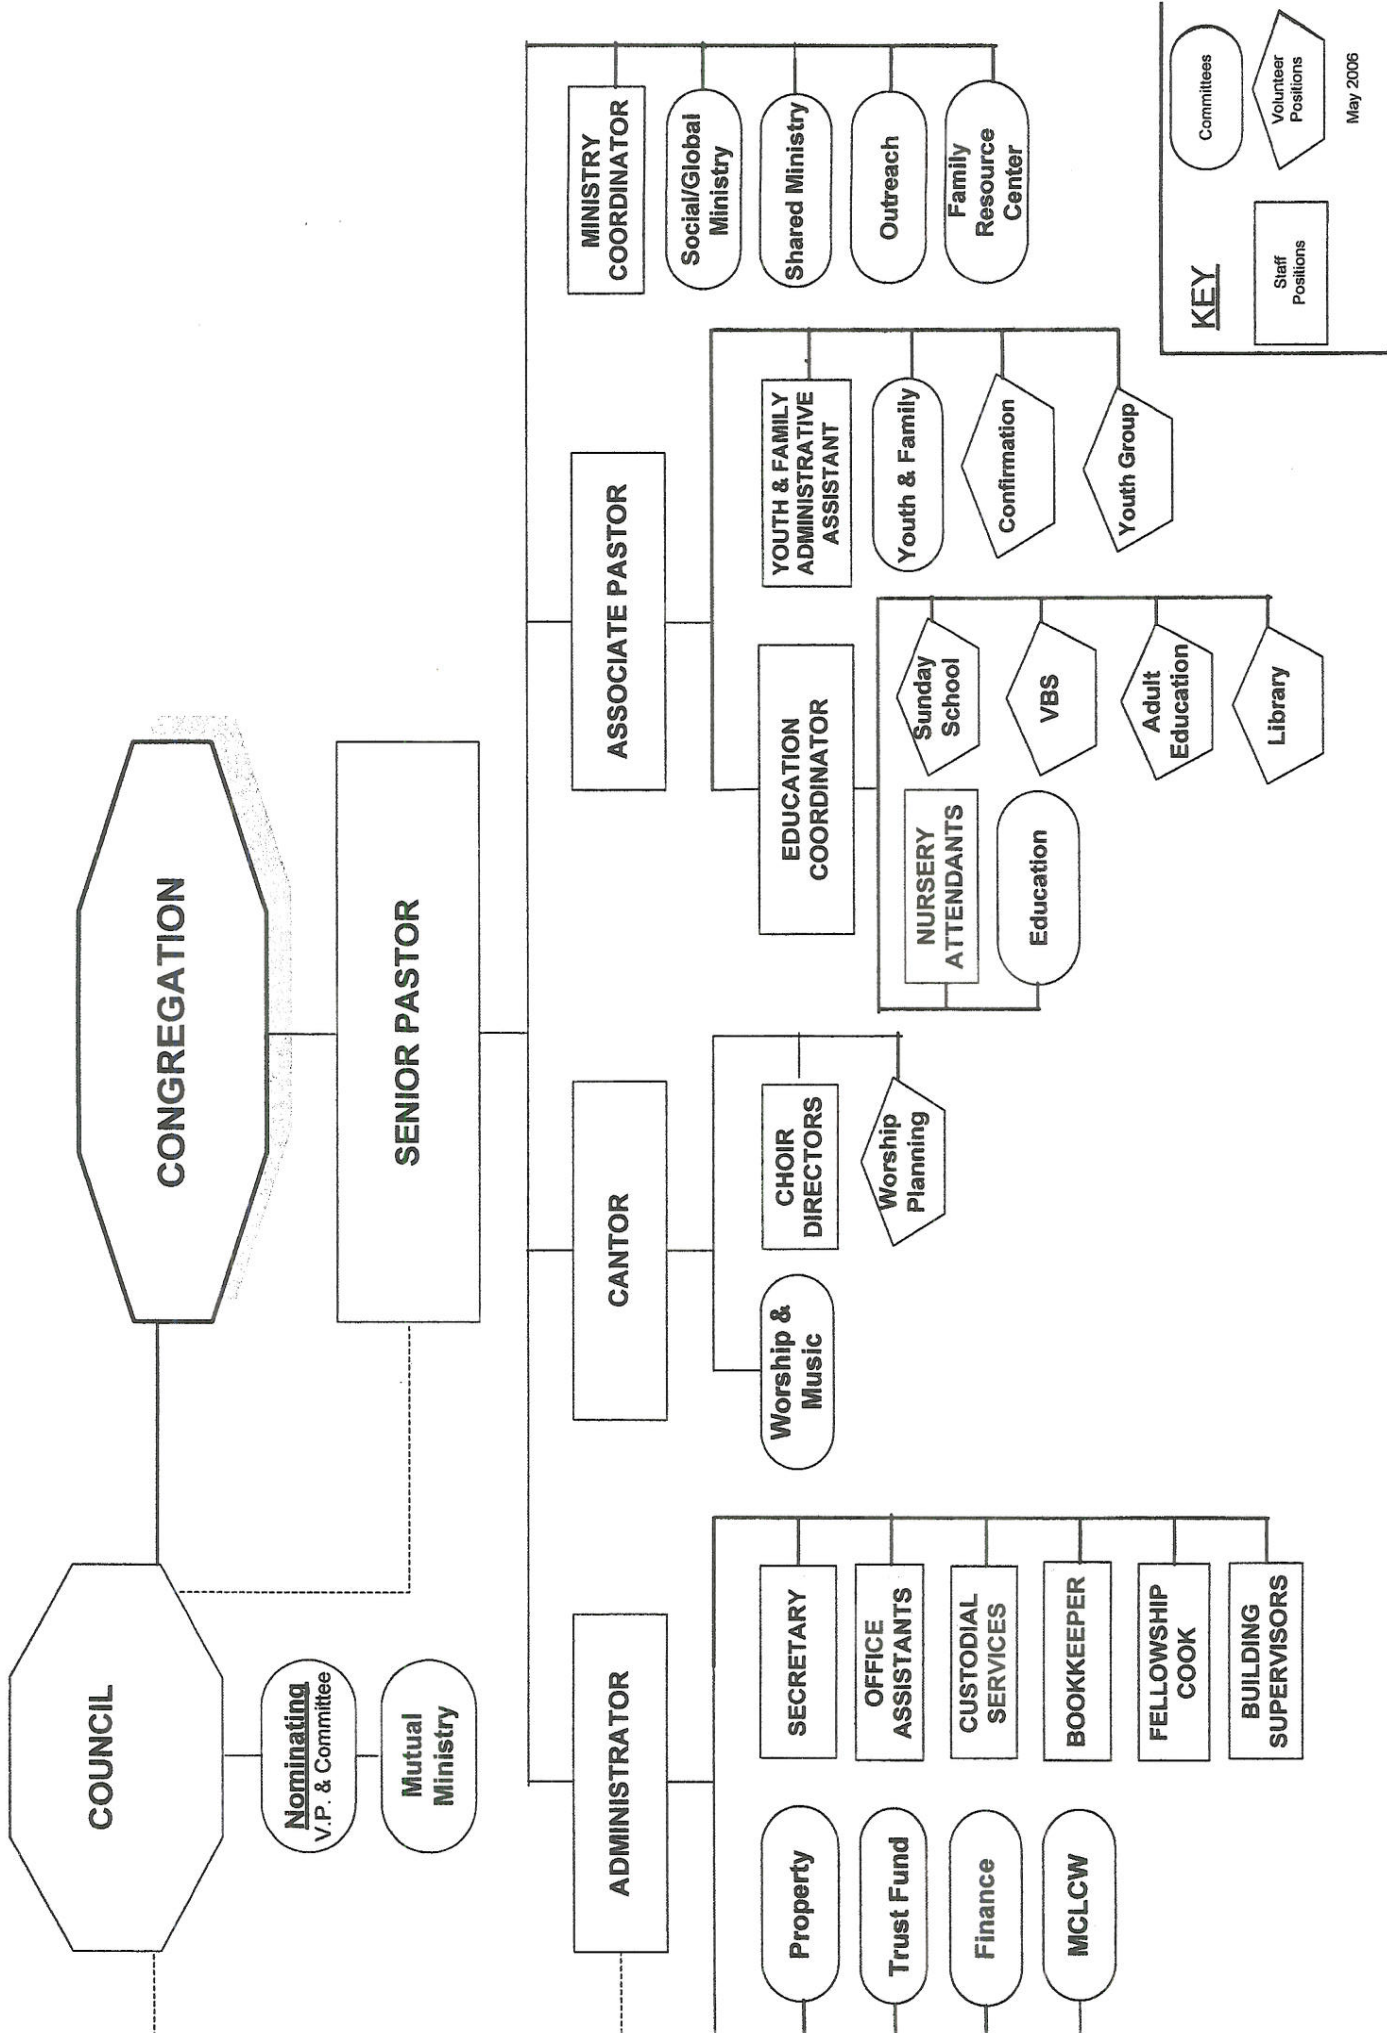 COUNCIL
Nominating
V.P. & Committee
Mutual
Ministry
CONGREGATION
SENIOR PASTOR
ADMINISTRATOR
Property
Trust Fund
Finance
MCLCW
SECRETARY
OFFICE
ASSISTANTS
CUSTODIAL
SERVICES
BOOKKEEPER
FELLOWSHIP
COOK
BUILDING
SUPERVISORS
CANTOR
Worship &
Music
CHOIR
DIRECTORS
Worship
Planning
ASSOCIATE PASTOR
EDUCATION
COORDINATOR
NURSERY
ATTENDANTS
Education
Sunday
School
VBS
Adult
Education
Library
YOUTH & FAMILY
ADMINISTRATIVE
ASSISTANT
Youth & Family
Confirmation
Youth Group
MINISTRY
COORDINATOR
Social/Global
Ministry
Shared Ministry
Outreach
Family
Resource
Center
KEY
Staff
Positions
Committees
Volunteer
Positions
May 2006